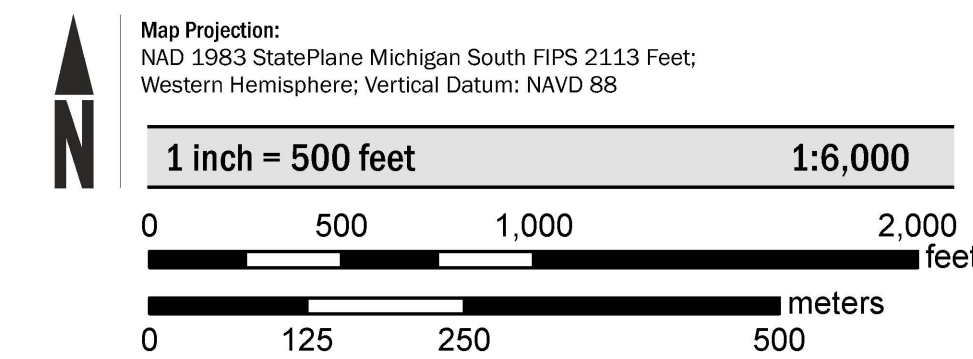 N
Map Projection:
NAD 1983 StatePlane Michigan South FIPS 2113 Feet;
Western Hemisphere; Vertical Datum: NAVD 88
1 inch = 500 feet 1:6,000
0 500 1,000 2,000
feet
meters
0 125 250 500